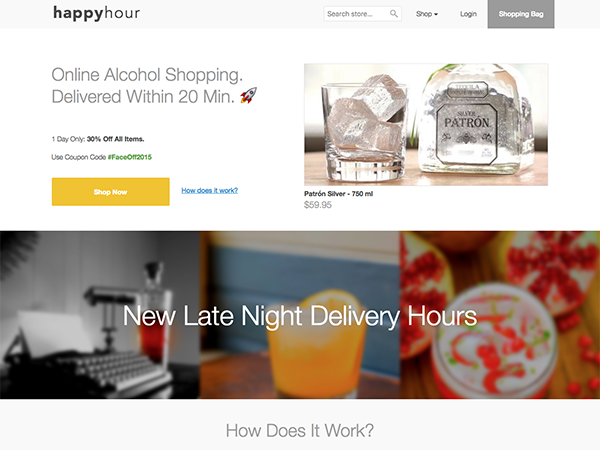 happyhour
Search store...
Shop
Login
Shopping Bag
Online Alcohol Shopping.
Delivered Within 20 Min. 🚀
1 Day Only: 30% Off All Items.
Use Coupon Code #FaceOff2015
Shop Now
How does it work?
TEQUILA
SILVER
PATRÓN
Patrón Silver - 750 ml
$59.95
New Late Night Delivery Hours
How Does It Work?